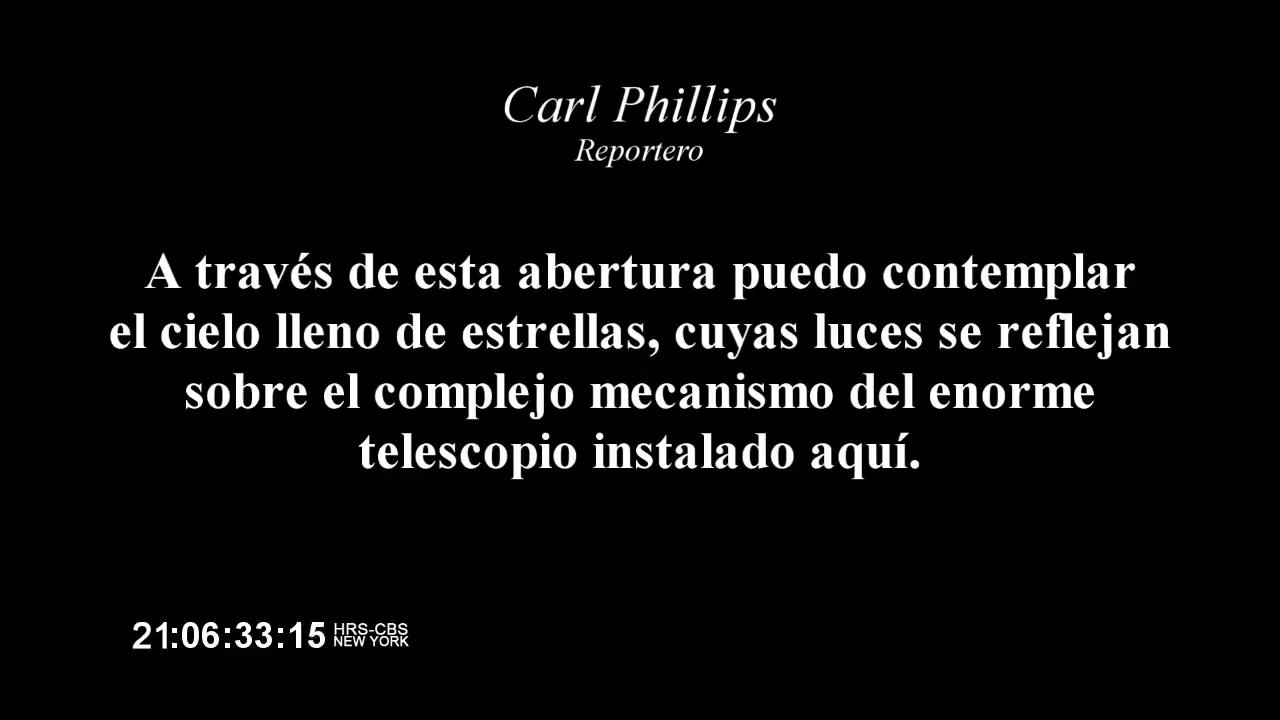 Carl Phillips
Reportero
A través de esta abertura puedo contemplar
el cielo lleno de estrellas, cuyas luces se reflejan
sobre el complejo mecanismo del enorme
telescopio instalado aquí.
21:06:33:15 HRS-CBS
NEW YORK